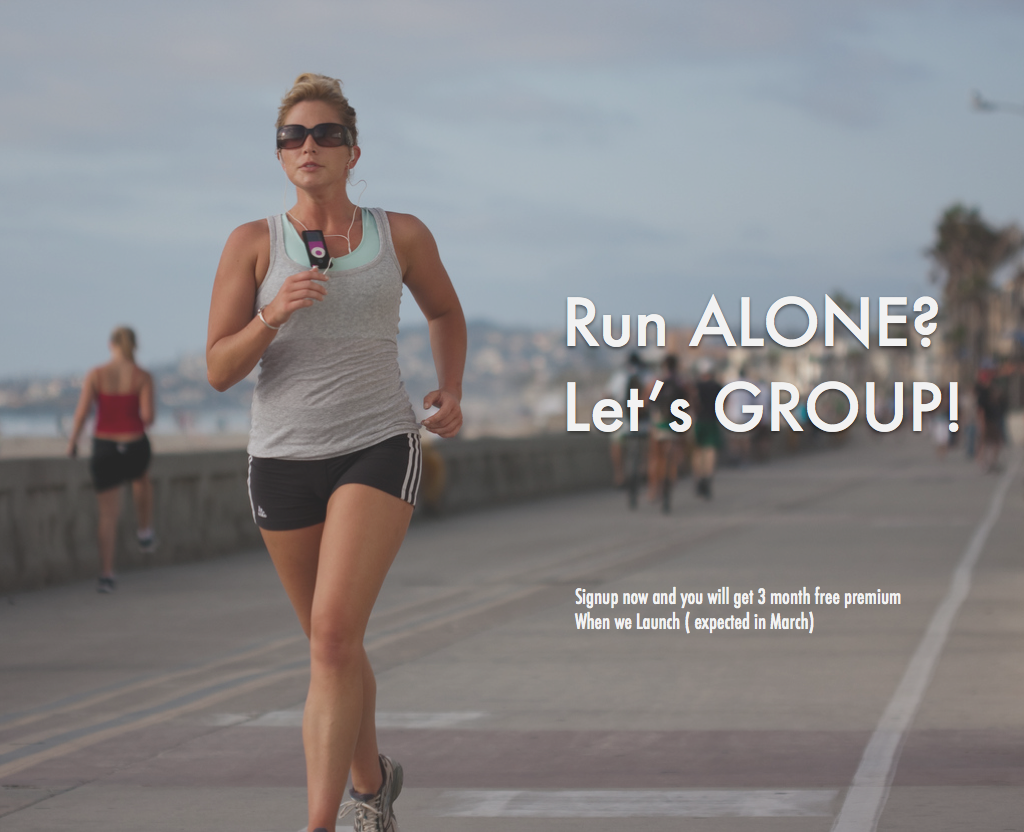 Run ALONE?
Let's GROUP!
Signup now and you will get 3 month free premium
When we Launch ( expected in March)